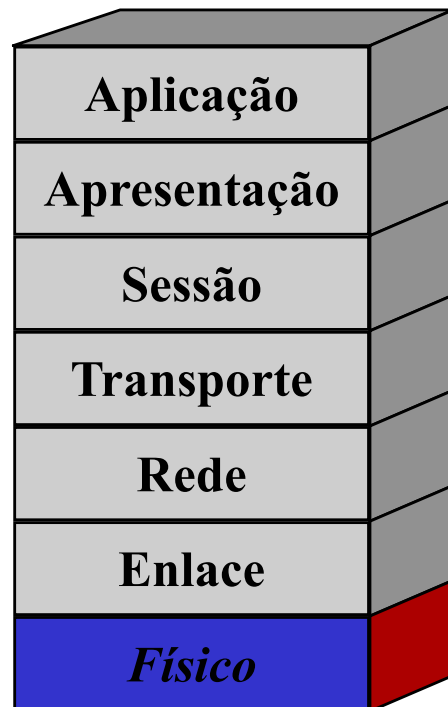 Aplicação
Apresentação
Sessão
Transporte
Rede
Enlace
Físico